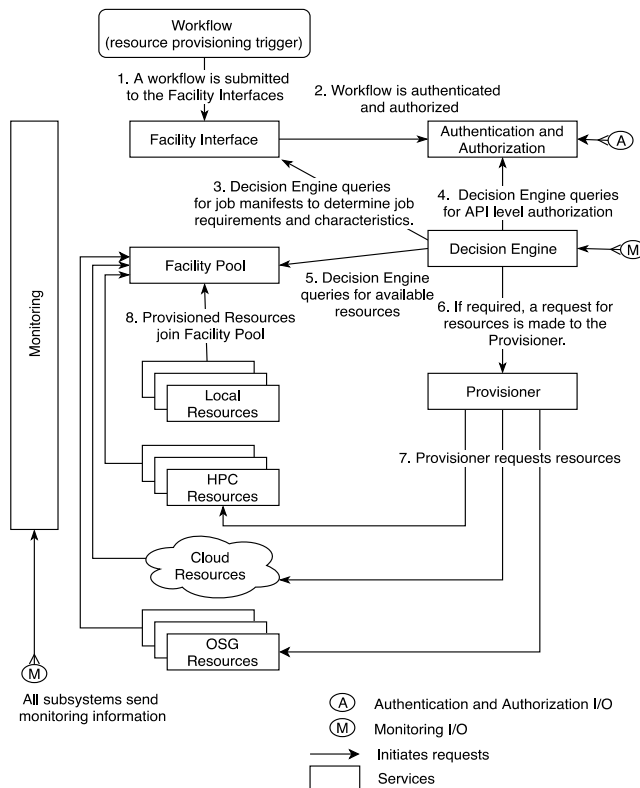 Workflow
(resource provisioning trigger)
1. A workflow is submitted
to the Facility Interfaces
2. Workflow is authenticated
and authorized
Facility Interface
Authentication and
Authorization
A
3. Decision Engine queries
for job manifests to determine job
requirements and characteristics.
4. Decision Engine queries
for API level authorization
Monitoring
Facility Pool
Decision Engine
M
5. Decision Engine
queries for available
resources
6. If required, a request for
resources is made to the
Provisioner.
8. Provisioned Resources
join Facility Pool
Local
Resources
Provisioner
7. Provisioner requests resources
HPC
Resources
Cloud
Resources
OSG
Resources
M
All subsystems send
monitoring information
A Authentication and Authorization I/O
M Monitoring I/O
Initiates requests
Services